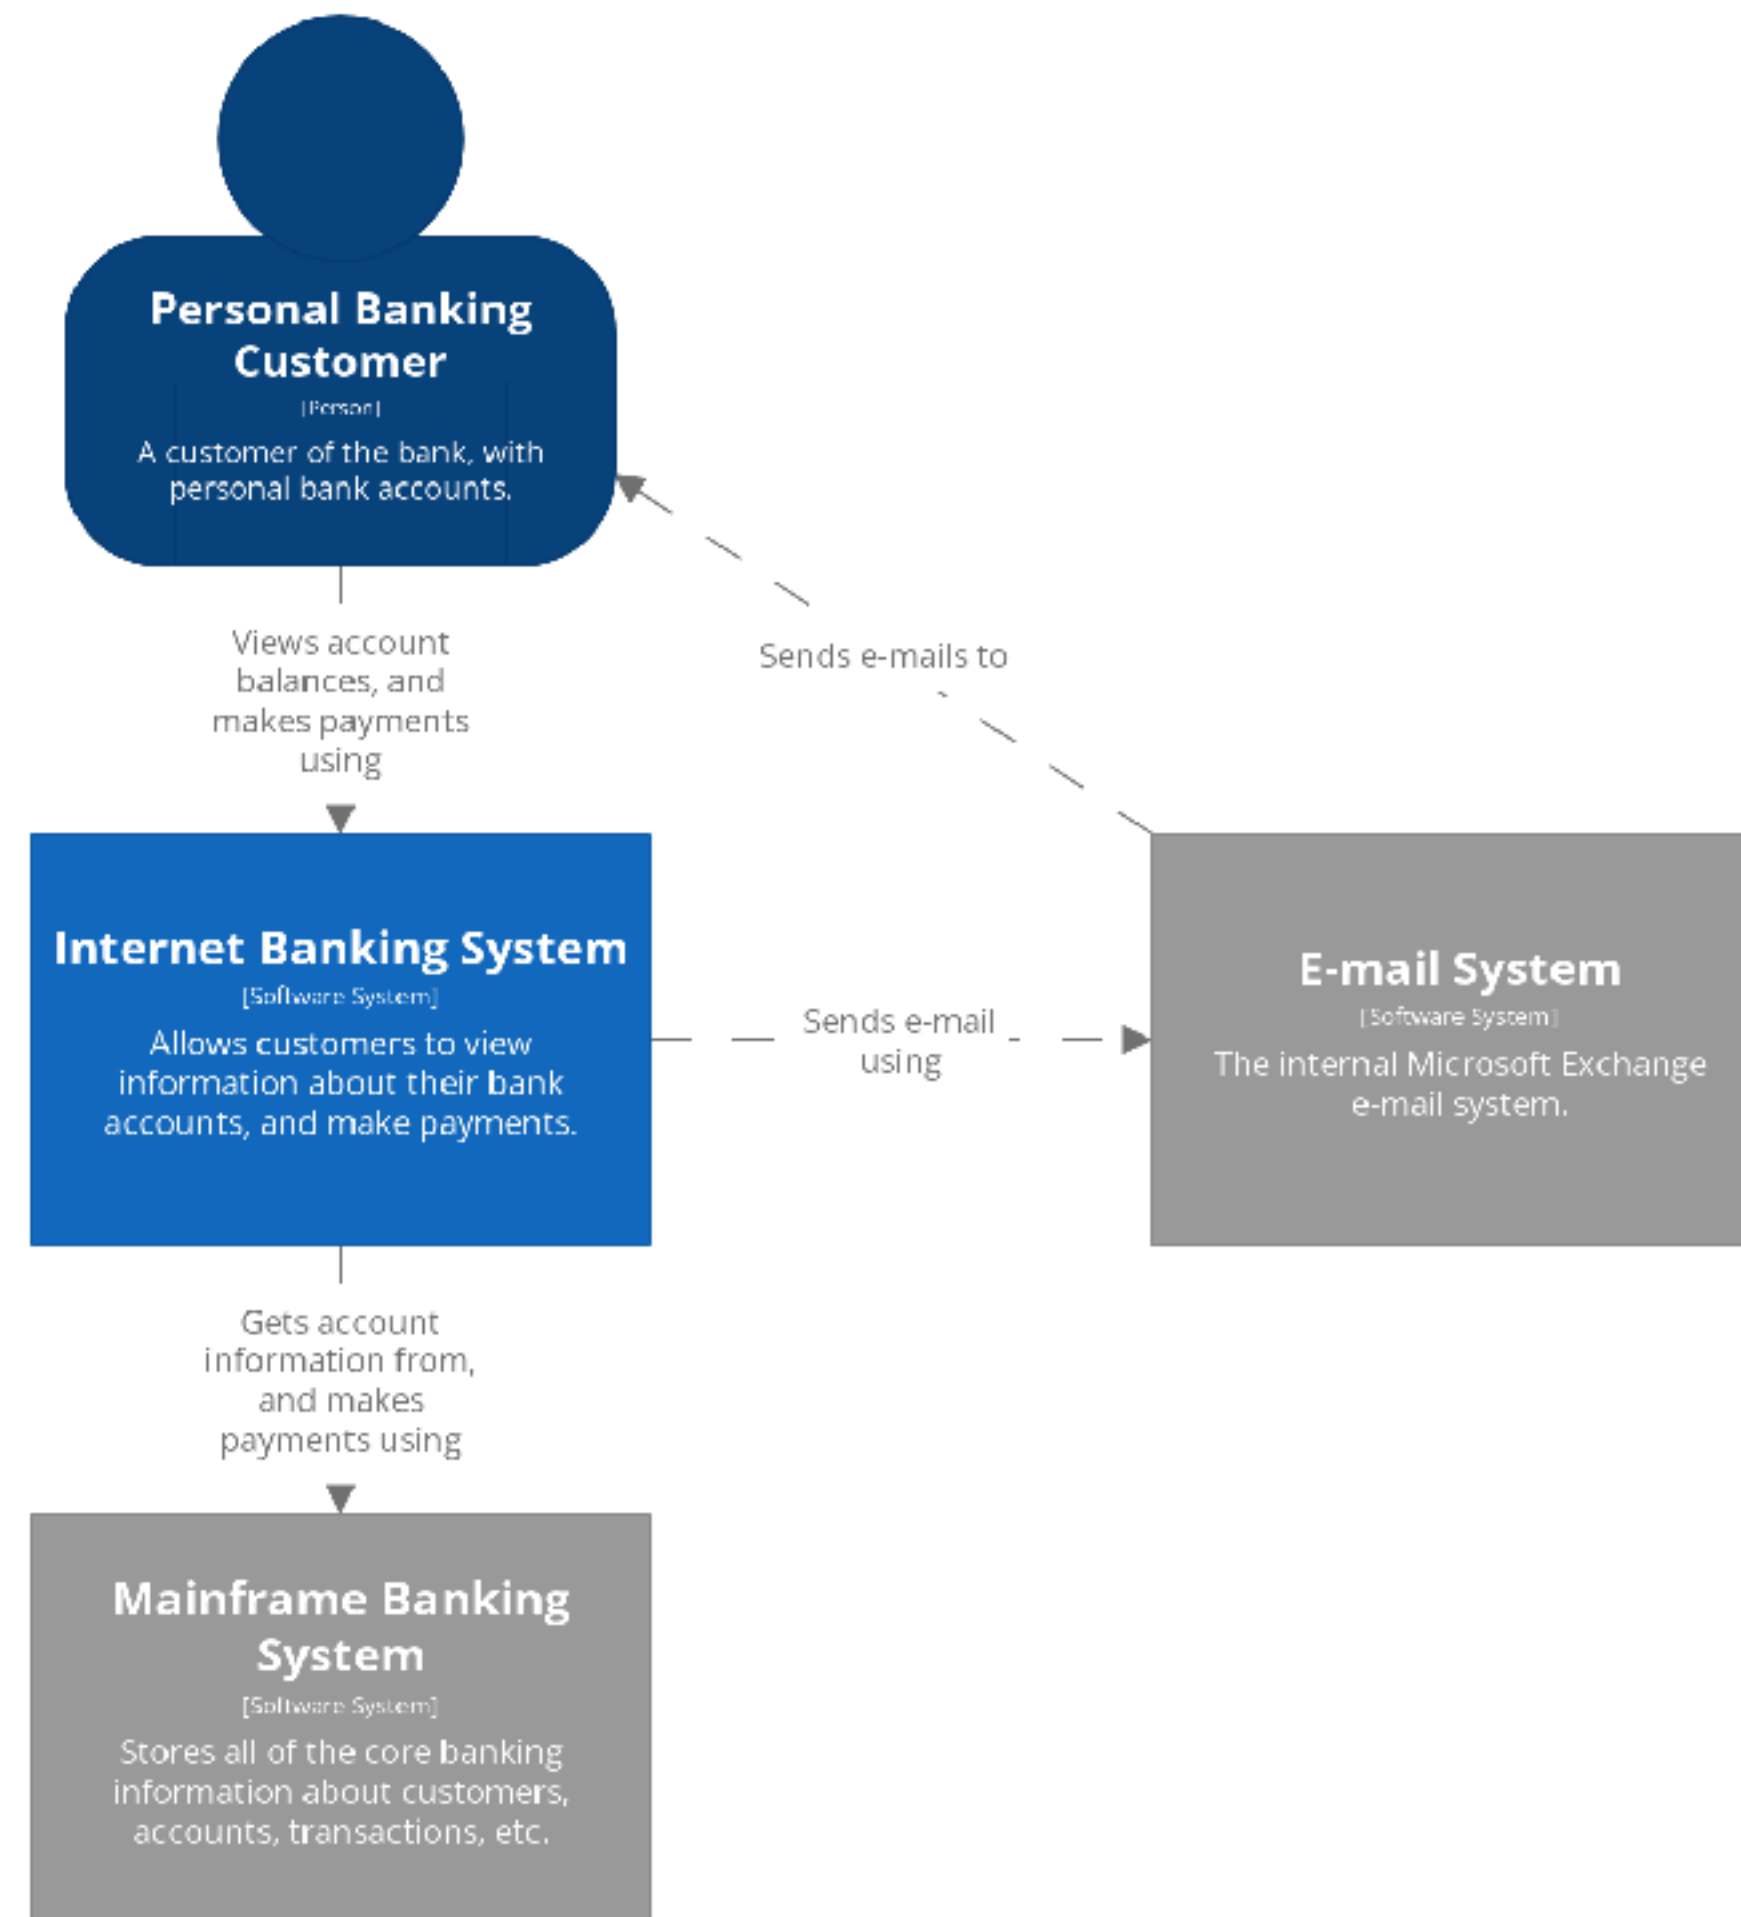 Personal Banking
Customer
[Person]
A customer of the bank, with
personal bank accounts.
Views account
balances, and
makes payments
using
Sends e-mails to
Internet Banking System
[Software System]
Allows customers to view
information about their bank
accounts, and make payments.
Sends e-mail
using
E-mail System
[Software System]
The internal Microsoft Exchange
e-mail system.
Gets account
information from,
and makes
payments using
Mainframe Banking
System
[Software System]
Stores all of the core banking
information about customers,
accounts, transactions, etc.